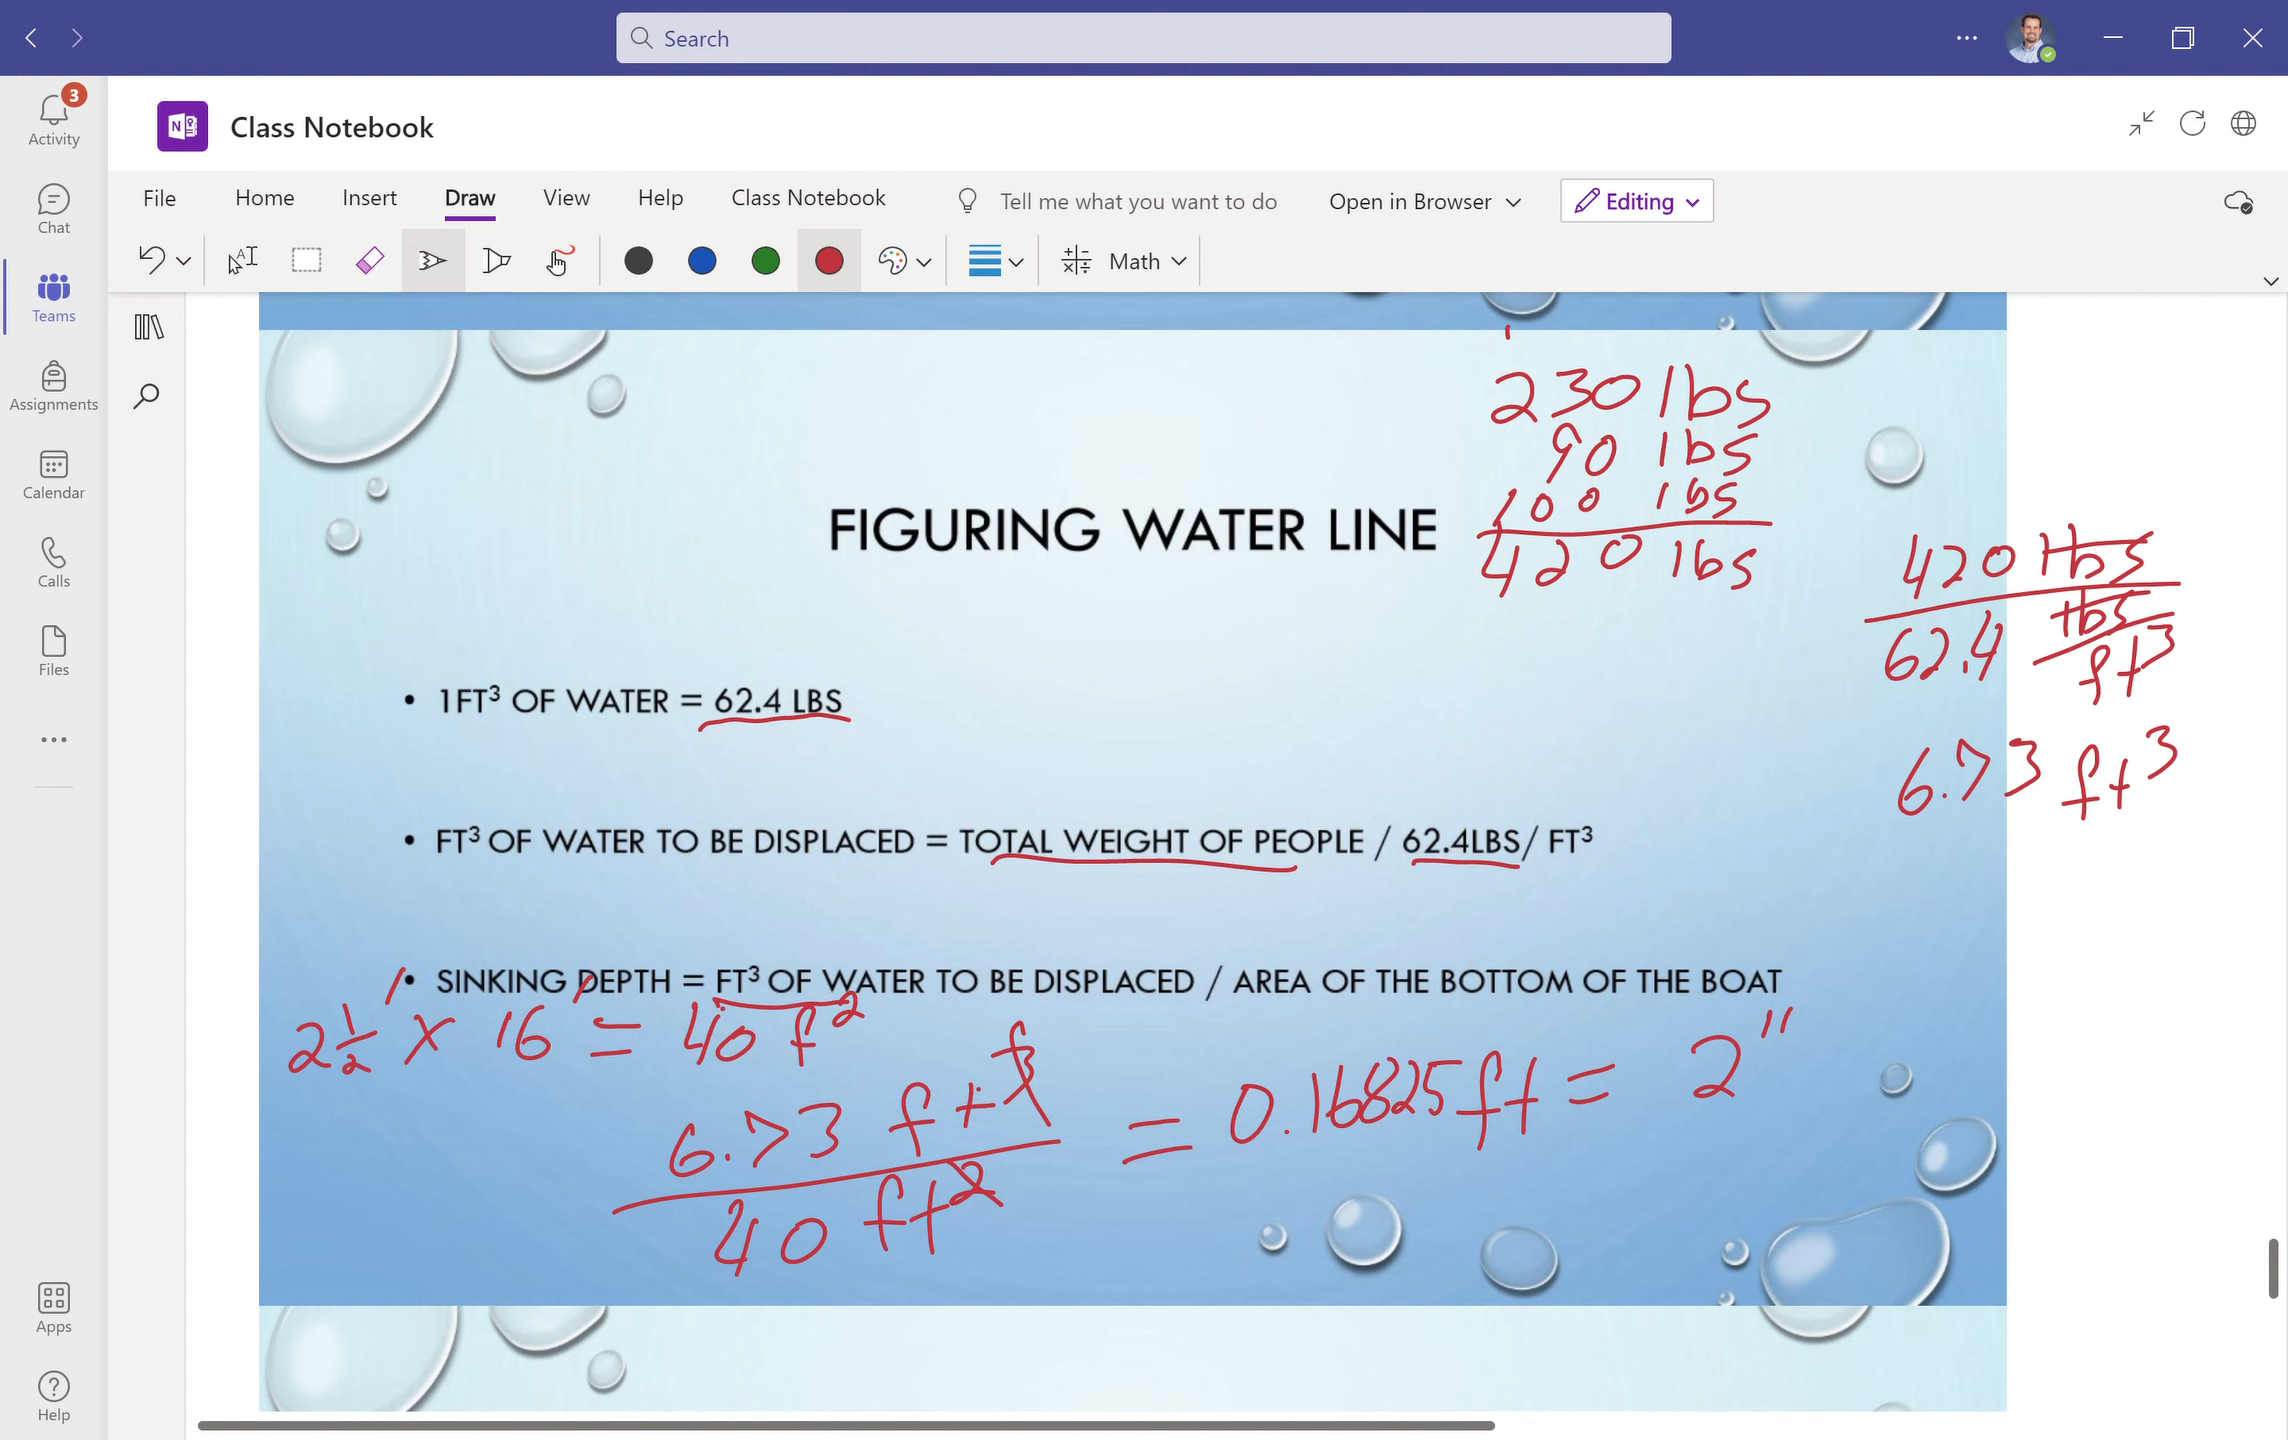 Search
3
Activity
Chat
Teams
Assignments
Calendar
Calls
Files
Apps
Help
Class Notebook
File Home Insert Draw View Help Class Notebook Tell me what you want to do Open in Browser Editing
Math
230 lbs
90 lbs
100 lbs
420 lbs
FIGURING WATER LINE
420 lbs
62.4 lbs
ft³
6.73 ft³
• 1FT³ OF WATER = 62.4 LBS
• FT³ OF WATER TO BE DISPLACED = TOTAL WEIGHT OF PEOPLE / 62.4LBS/ FT³
• SINKING DEPTH = FT³ OF WATER TO BE DISPLACED / AREA OF THE BOTTOM OF THE BOAT
2 1/2' x 16' = 40 f²
6.73 ft³
40 ft²
= 0.16825 ft = 2"